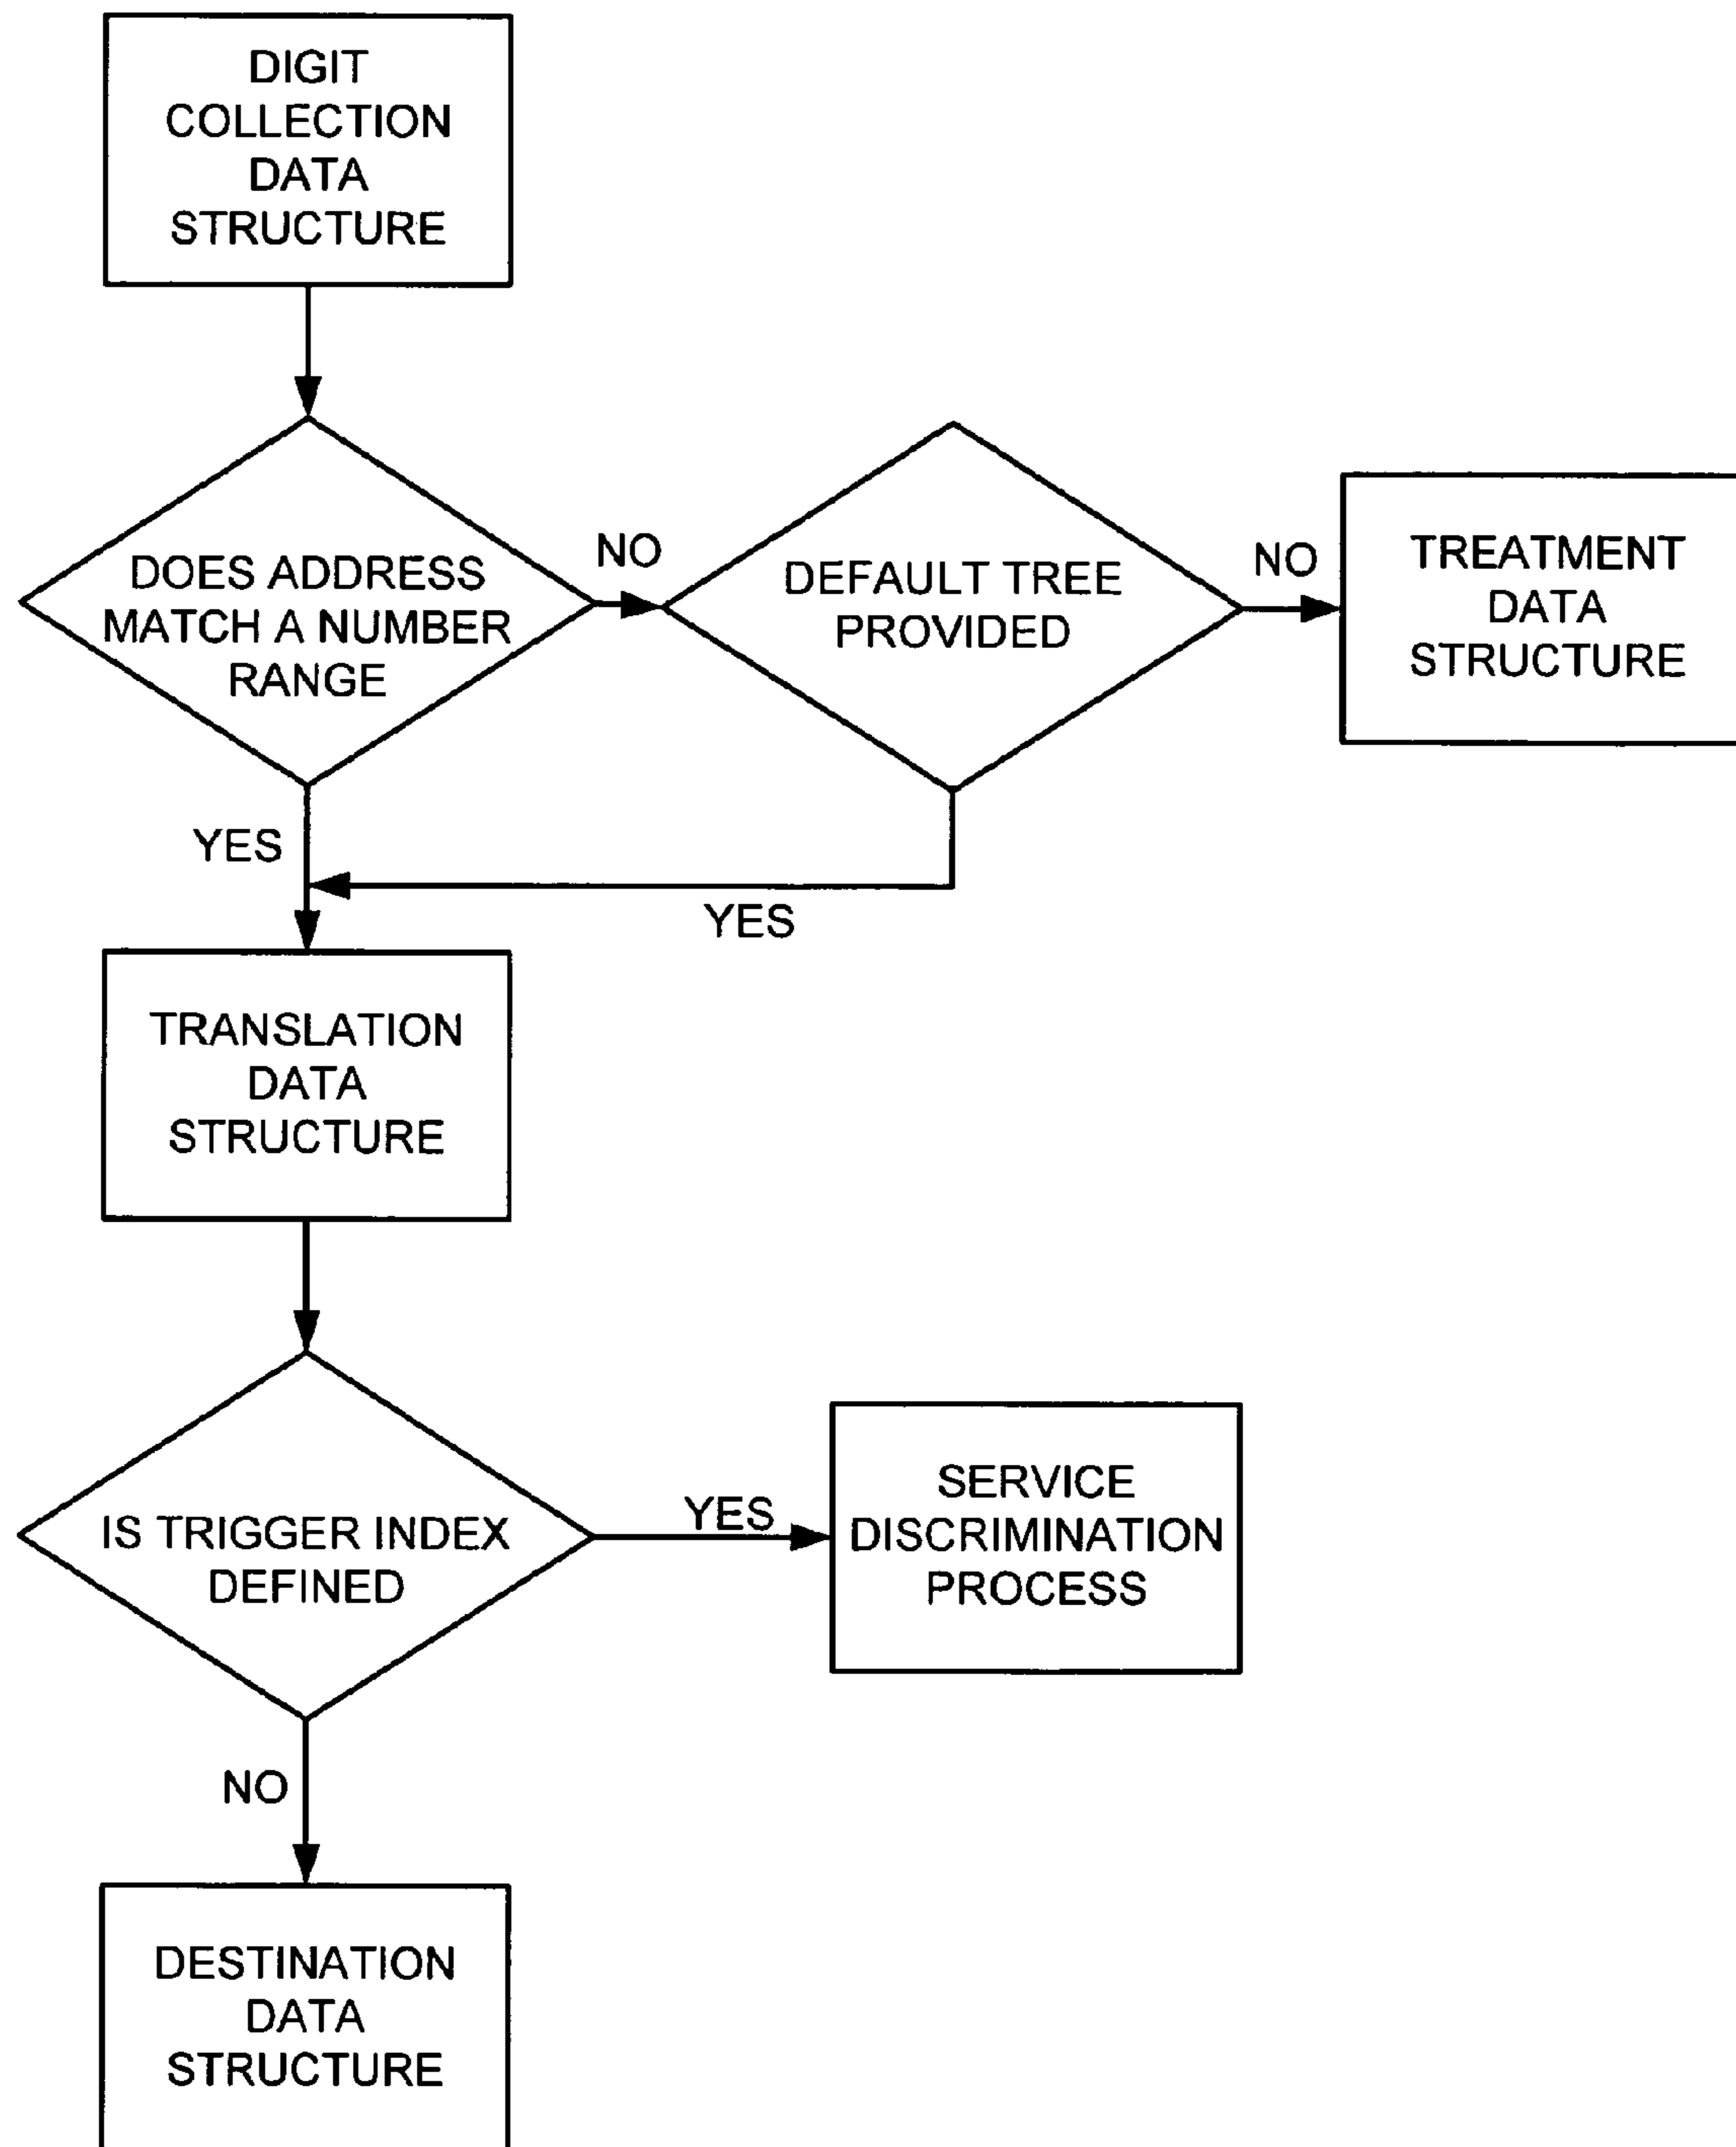 DIGIT
COLLECTION
DATA
STRUCTURE
DOES ADDRESS
MATCH A NUMBER
RANGE
NO
DEFAULT TREE
PROVIDED
NO
TREATMENT
DATA
STRUCTURE
YES
YES
TRANSLATION
DATA
STRUCTURE
IS TRIGGER INDEX
DEFINED
YES
SERVICE
DISCRIMINATION
PROCESS
NO
DESTINATION
DATA
STRUCTURE